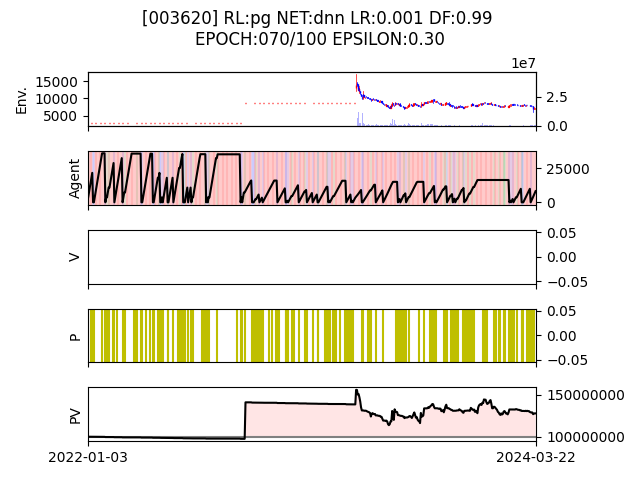 [003620] RL:pg NET:dnn LR:0.001 DF:0.99
EPOCH:070/100 EPSILON:0.30
1e7
Env.
15000
10000
5000
2.5
0.0
Agent
25000
0
V
0.05
0.00
−0.05
P
0.05
0.00
−0.05
PV
150000000
100000000
2022-01-03
2024-03-22